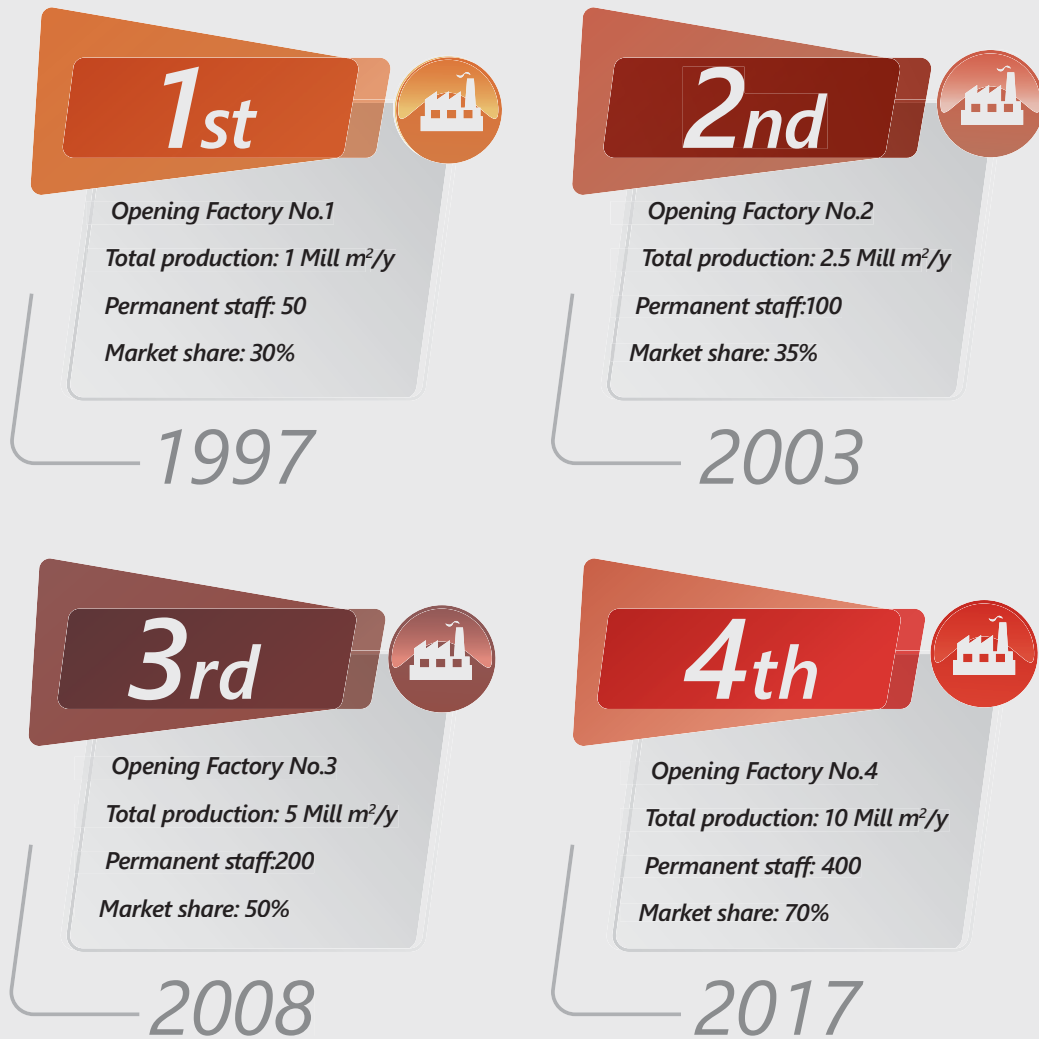 1st
Opening Factory No.1
Total production: 1 Mill m²/y
Permanent staff: 50
Market share: 30%
1997
2nd
Opening Factory No.2
Total production: 2.5 Mill m²/y
Permanent staff:100
Market share: 35%
2003
3rd
Opening Factory No.3
Total production: 5 Mill m²/y
Permanent staff:200
Market share: 50%
2008
4th
Opening Factory No.4
Total production: 10 Mill m²/y
Permanent staff: 400
Market share: 70%
2017